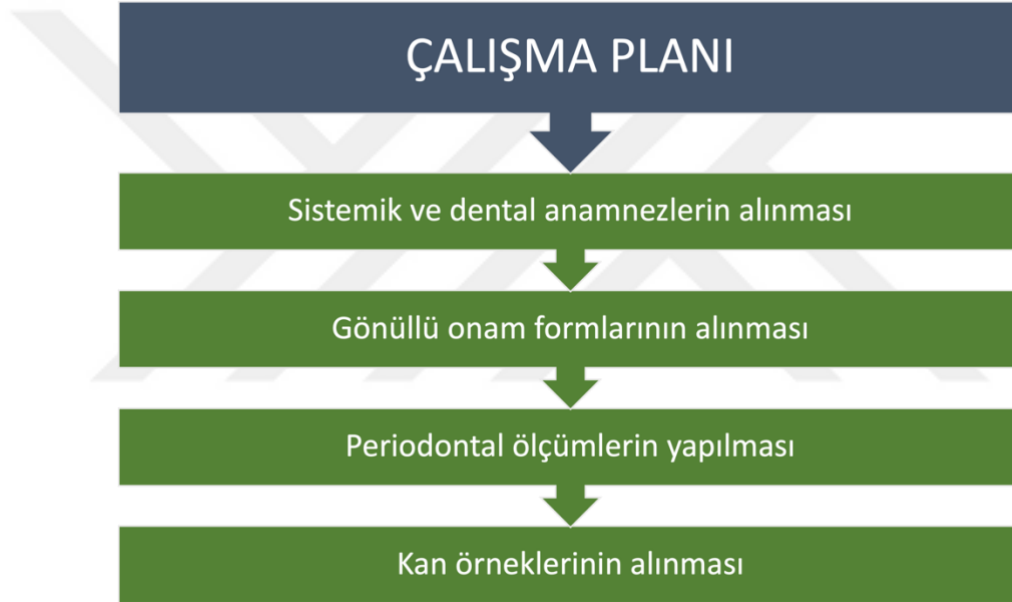 ÇALIŞMA PLANI
Sistemik ve dental anamnezlerin alınması
Gönüllü onam formlarının alınması
Periodontal ölçümlerin yapılması
Kan örneklerinin alınması